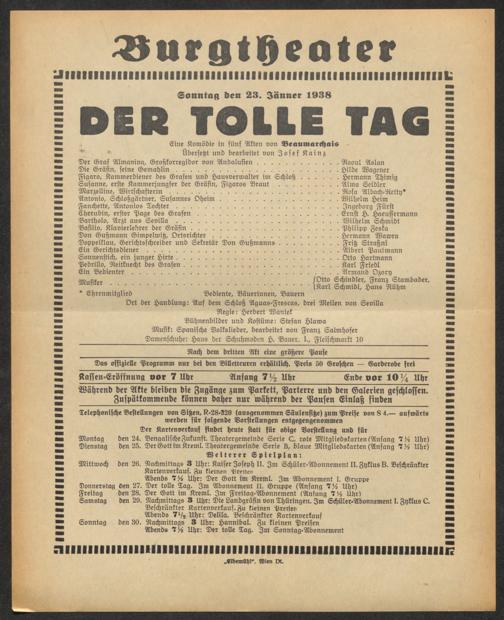 Burgtheater
Sonntag den 23. Jänner 1938
DER TOLLE TAG
Eine Komödie in fünf Akten von Beaumarchais
Übersetzt und bearbeitet von Josef Kainz
Der Graf Almaviva, Großkorregidor von Andalusien . . . Raoul Aslan
Die Gräfin, seine Gemahlin . . . Hilde Wagener
Figaro, Kammerdiener des Grafen und Hausverwalter im Schloß . . . Hermann Thimig
Susanne, erste Kammerjungfer der Gräfin, Figaros Braut . . . Alma Seidler
Marzelline, Wirtschafterin . . . Rosa Albach-Retty*
Antonio, Schloßgärtner, Susannes Oheim . . . Wilhelm Heim
Fanchette, Antonios Tochter . . . Ingeborg Fürst
Cherubin, erster Page des Grafen . . . Ernst H. Haeussermann
Bartholo, Arzt aus Sevilla . . . Wilhelm Schmidt
Basilio, Klavierlehrer der Gräfin . . . Philipp Zeska
Don Gusmann Gimpelwitz, Ortsrichter . . . Hermann Wawra
Doppelklau, Gerichtsschreiber und Sekretär Don Gusmanns . . . Fritz Straßni
Ein Gerichtsdiener . . . Albert Pautmann
Sonnenstich, ein junger Hirte . . . Otto Hartmann
Pedrillo, Reitknecht des Grafen . . . Karl Friedl
Ein Bedienter . . . Armand Ozory
Musiker . . . Otto Schindler, Franz Stambader,
Karl Schmidl, Hans Rühm
* Ehrenmitglied Bediente, Bäuerinnen, Bauern
Ort der Handlung: Auf dem Schloß Aguas-Frescas, drei Meilen von Sevilla
Regie: Herbert Waniek
Bühnenbilder und Kostüme: Stefan Hlawa
Musik: Spanische Volkslieder, bearbeitet von Franz Salmhofer
Damenschuhe: Haus der Schuhmoden H. Bauer, I., Fleischmarkt 10
Nach dem dritten Akt eine größere Pause
Das offizielle Programm nur bei den Billetteuren erhältlich. Preis 50 Groschen — Garderobe frei
Kassen-Eröffnung vor 7 Uhr Anfang 7½ Uhr Ende vor 10¼ Uhr
Während der Akte bleiben die Zugänge zum Parkett, Parterre und den Galerien geschlossen.
Zuspätkommende können daher nur während der Pausen Einlaß finden
Telephonische Bestellungen von Sitzen, R-28-320 (ausgenommen Säulensitze) zum Preise von S 4.— aufwärts
werden für folgende Vorstellungen entgegengenommen
Der Kartenverkauf findet heute statt für obige Vorstellung und für
Montag den 24. Bengalische Zukunft. Theatergemeinde Serie C, rote Mitgliedskarten (Anfang 7½ Uhr)
Dienstag den 25. Der Gott im Kreml. Theatergemeinde Serie B, blaue Mitgliedskarten (Anfang 7½ Uhr)
Weiterer Spielplan:
Mittwoch den 26. Nachmittags 3 Uhr: Kaiser Joseph II. Im Schüler-Abonnement II. Zyklus B. Beschränkter
Kartenverkauf. Zu kleinen Preisen
Abends 7½ Uhr: Der Gott im Kreml. Im Abonnement I. Gruppe
Donnerstag den 27. Der tolle Tag. Im Abonnement II. Gruppe (Anfang 7½ Uhr)
Freitag den 28. Der Gott im Kreml. Im Freitag-Abonnement (Anfang 7½ Uhr)
Samstag den 29. Nachmittags 3 Uhr: Die Landgräfin von Thüringen. Im Schüler-Abonnement I. Zyklus C.
Beschränkter Kartenverkauf. Zu kleinen Preisen
Abends 7½ Uhr: Delila. Beschränkter Kartenverkauf
Sonntag den 30. Nachmittags 3 Uhr: Hannibal. Zu kleinen Preisen
Abends 7½ Uhr: Der tolle Tag. Im Sonntag-Abonnement
„Elbemühl“, Wien IX.